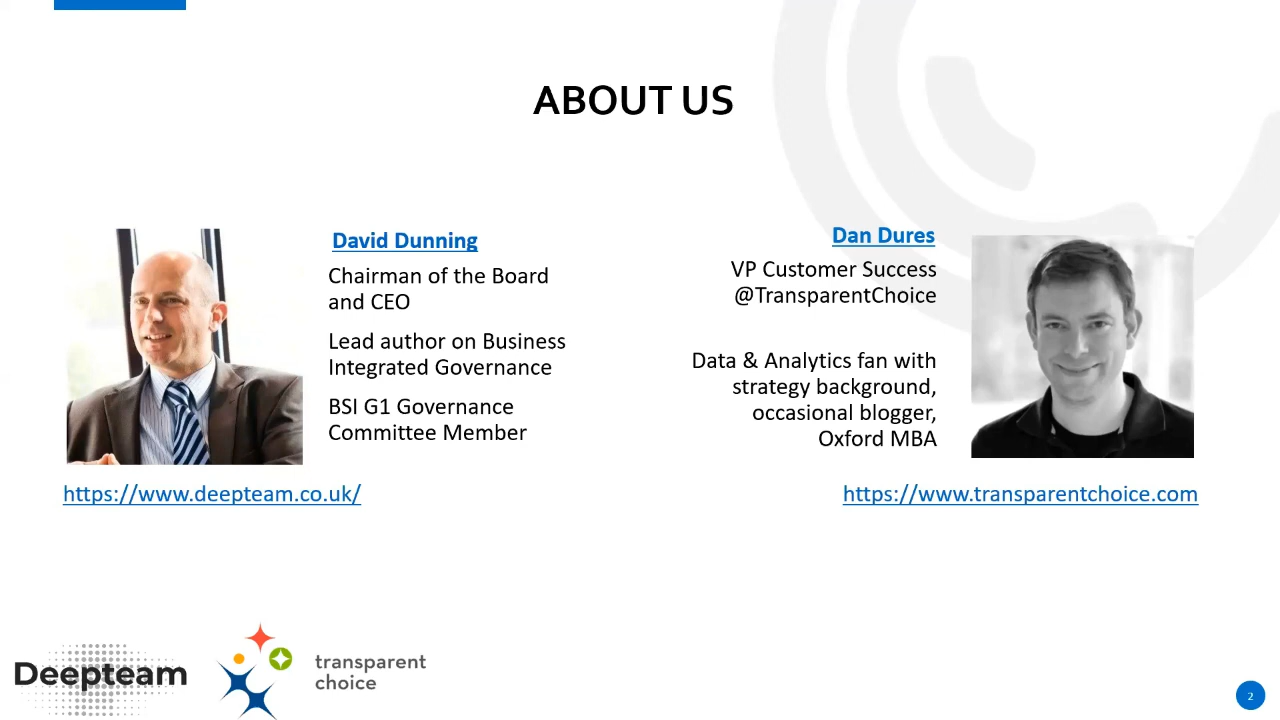 ABOUT US
David Dunning
Chairman of the Board
and CEO
Lead author on Business
Integrated Governance
BSI G1 Governance
Committee Member
https://www.deepteam.co.uk/
Dan Dures
VP Customer Success
@TransparentChoice
Data & Analytics fan with
strategy background,
occasional blogger,
Oxford MBA
https://www.transparentchoice.com
Deepteam
transparent
choice
2